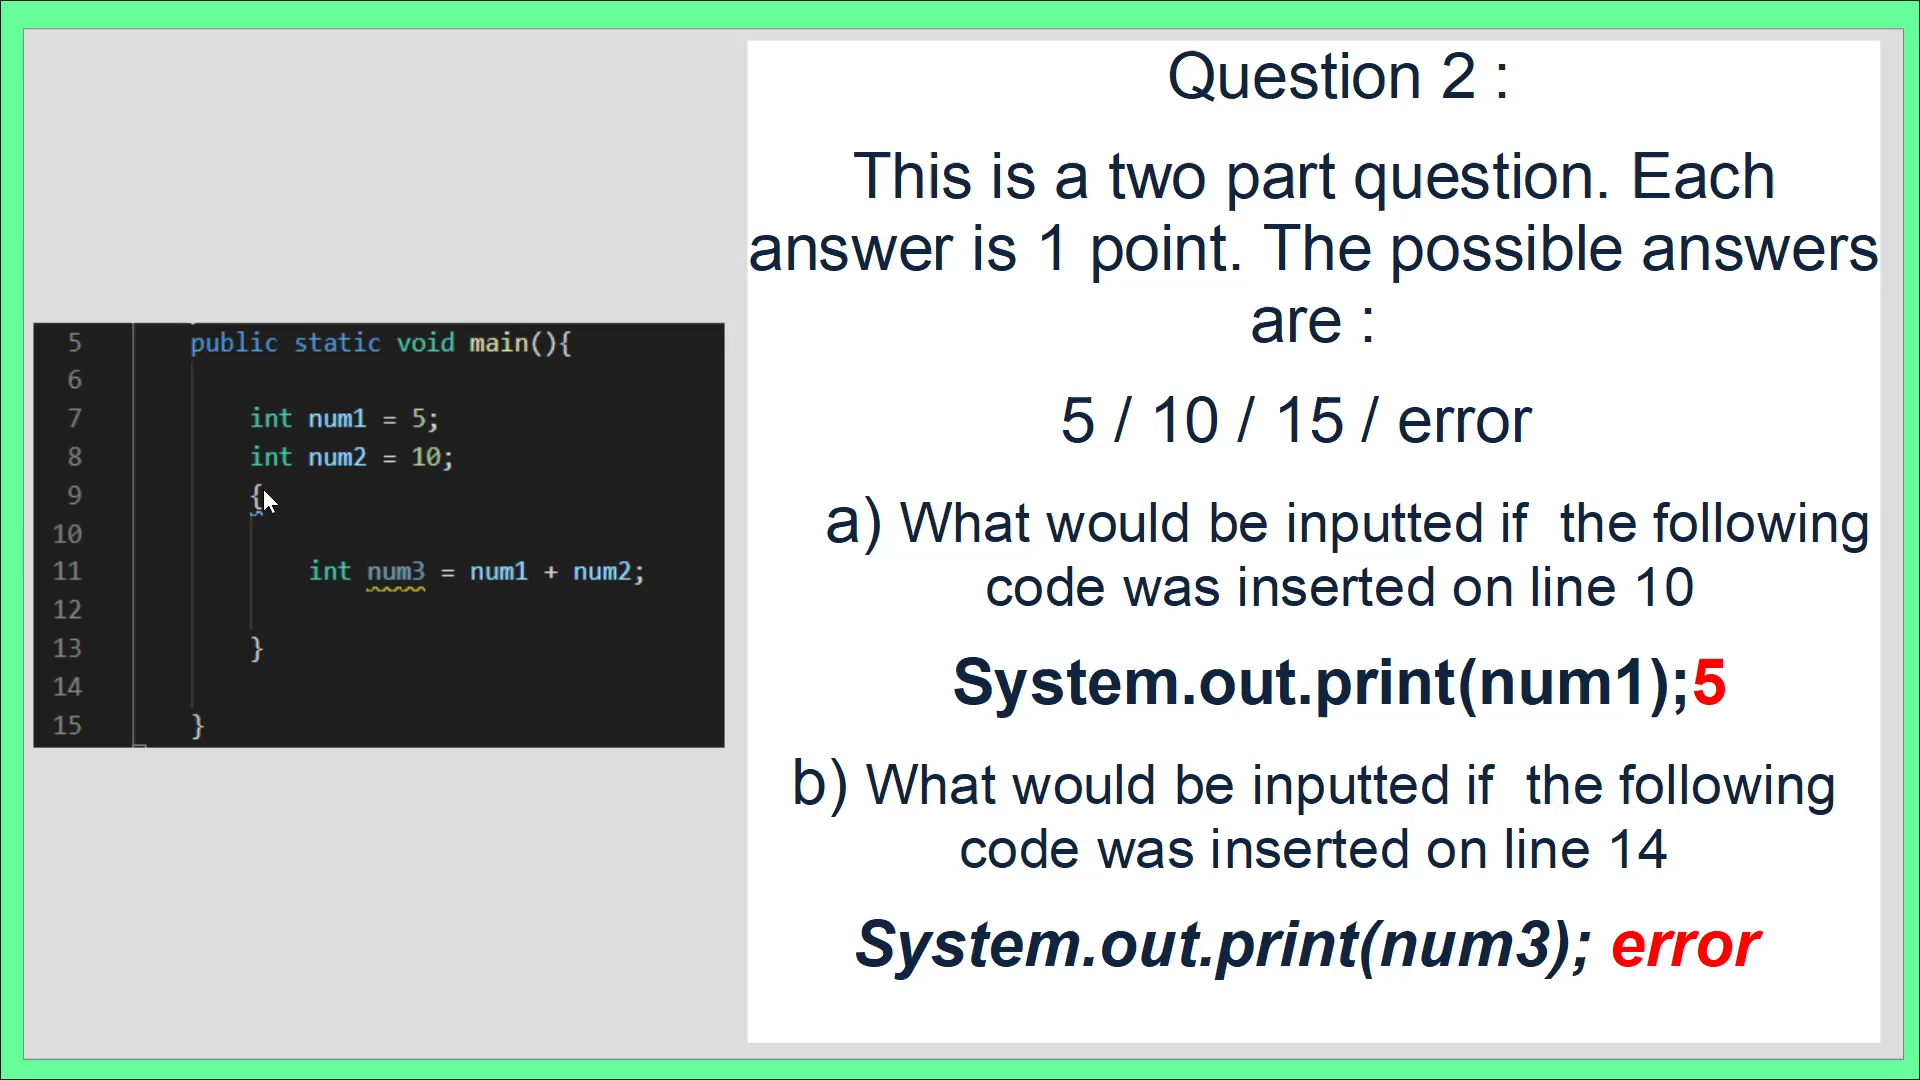 5 public static void main(){
6
7 int num1 = 5;
8 int num2 = 10;
9 {
10
11 int num3 = num1 + num2;
12
13 }
14
15 }
Question 2 :
This is a two part question. Each
answer is 1 point. The possible answers
are :
5 / 10 / 15 / error
a) What would be inputted if  the following
code was inserted on line 10
System.out.print(num1);5
b) What would be inputted if  the following
code was inserted on line 14
System.out.print(num3); error